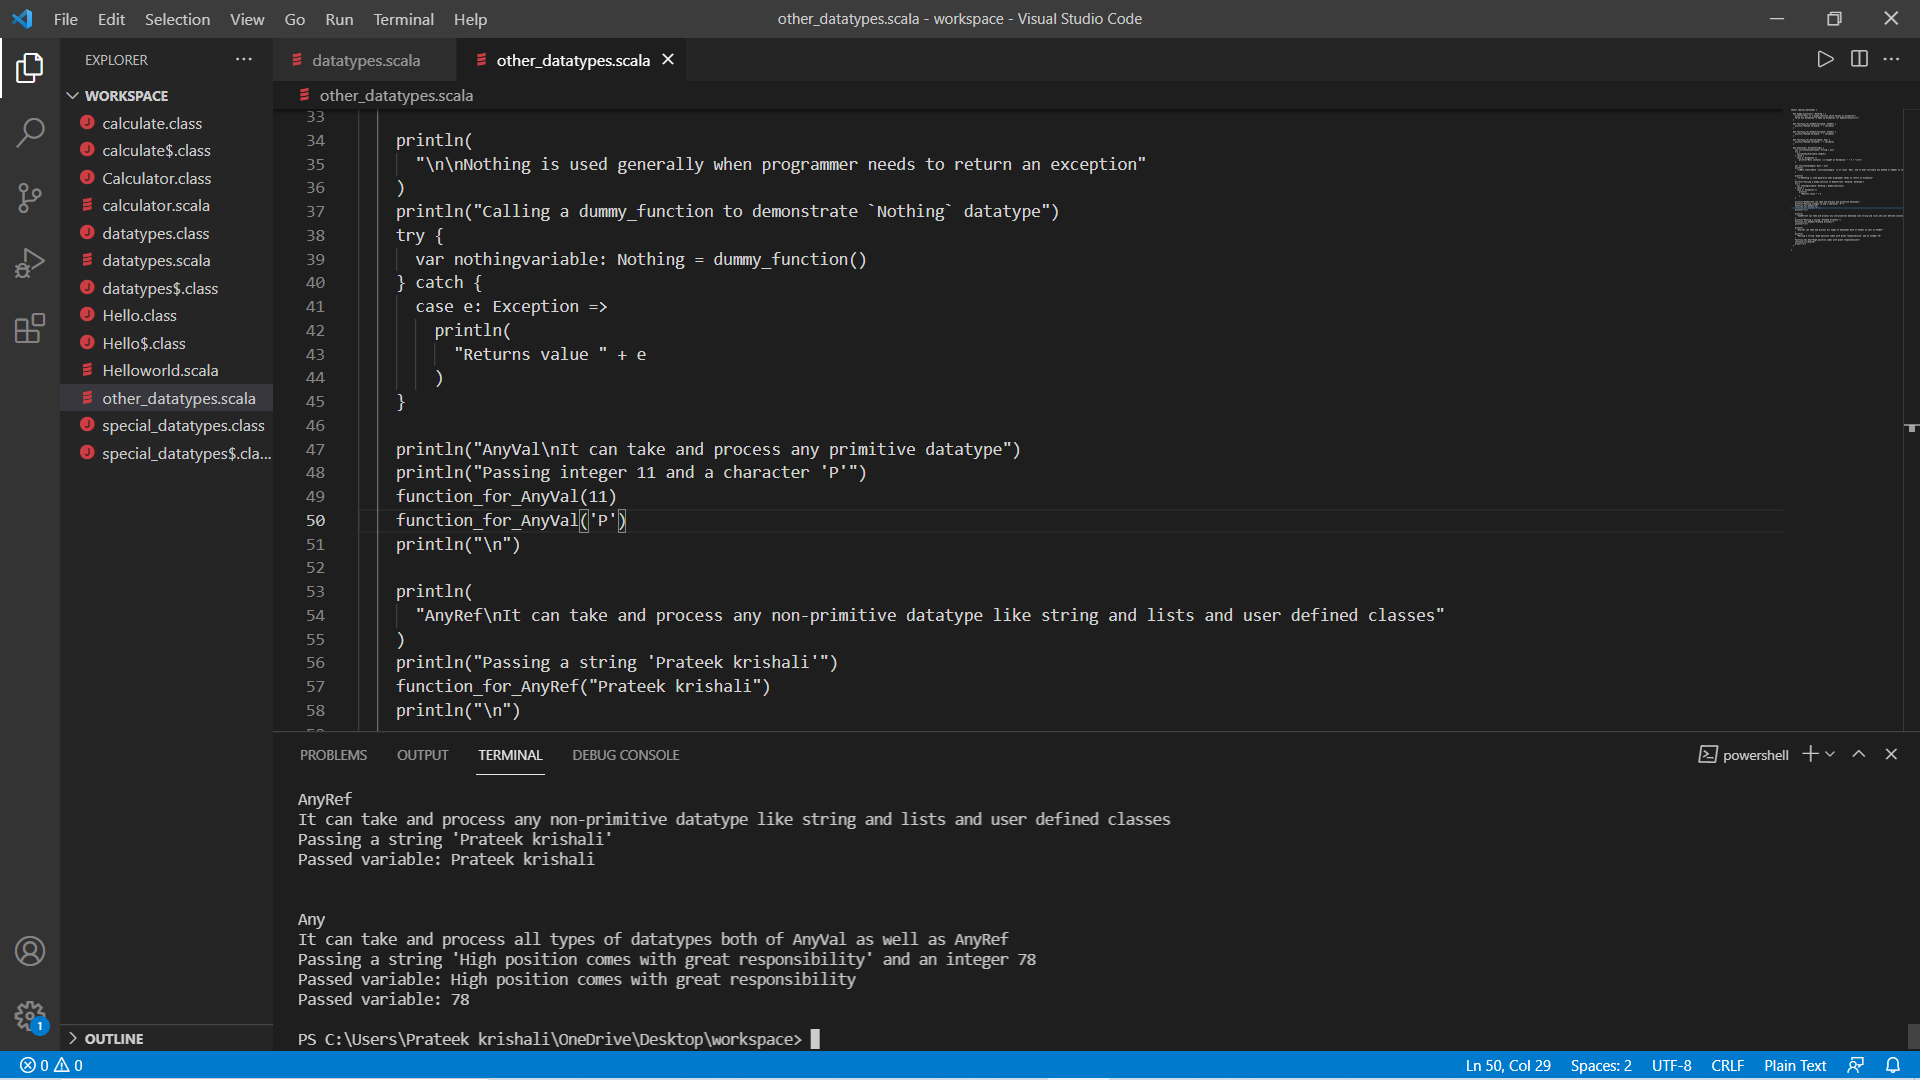 File Edit Selection View Go Run Terminal Help
other_datatypes.scala - workspace - Visual Studio Code
EXPLORER
WORKSPACE
calculate.class
calculate$.class
Calculator.class
calculator.scala
datatypes.class
datatypes.scala
datatypes$.class
Hello.class
Hello$.class
Helloworld.scala
other_datatypes.scala
special_datatypes.class
special_datatypes$.cla...
OUTLINE
datatypes.scala
other_datatypes.scala
other_datatypes.scala
33
34 println(
35 "\n\nNothing is used generally when programmer needs to return an exception"
36 )
37 println("Calling a dummy_function to demonstrate `Nothing` datatype")
38 try {
39 var nothingvariable: Nothing = dummy_function()
40 } catch {
41 case e: Exception =>
42 println(
43 "Returns value " + e
44 )
45 }
46
47 println("AnyVal\nIt can take and process any primitive datatype")
48 println("Passing integer 11 and a character 'P'")
49 function_for_AnyVal(11)
50 function_for_AnyVal('P')
51 println("\n")
52
53 println(
54 "AnyRef\nIt can take and process any non-primitive datatype like string and lists and user defined classes"
55 )
56 println("Passing a string 'Prateek krishali'")
57 function_for_AnyRef("Prateek krishali")
58 println("\n")
PROBLEMS OUTPUT TERMINAL DEBUG CONSOLE
powershell
AnyRef
It can take and process any non-primitive datatype like string and lists and user defined classes
Passing a string 'Prateek krishali'
Passed variable: Prateek krishali
Any
It can take and process all types of datatypes both of AnyVal as well as AnyRef
Passing a string 'High position comes with great responsibility' and an integer 78
Passed variable: High position comes with great responsibility
Passed variable: 78
PS C:\Users\Prateek krishali\OneDrive\Desktop\workspace>
1
0 0
Ln 50, Col 29 Spaces: 2 UTF-8 CRLF Plain Text